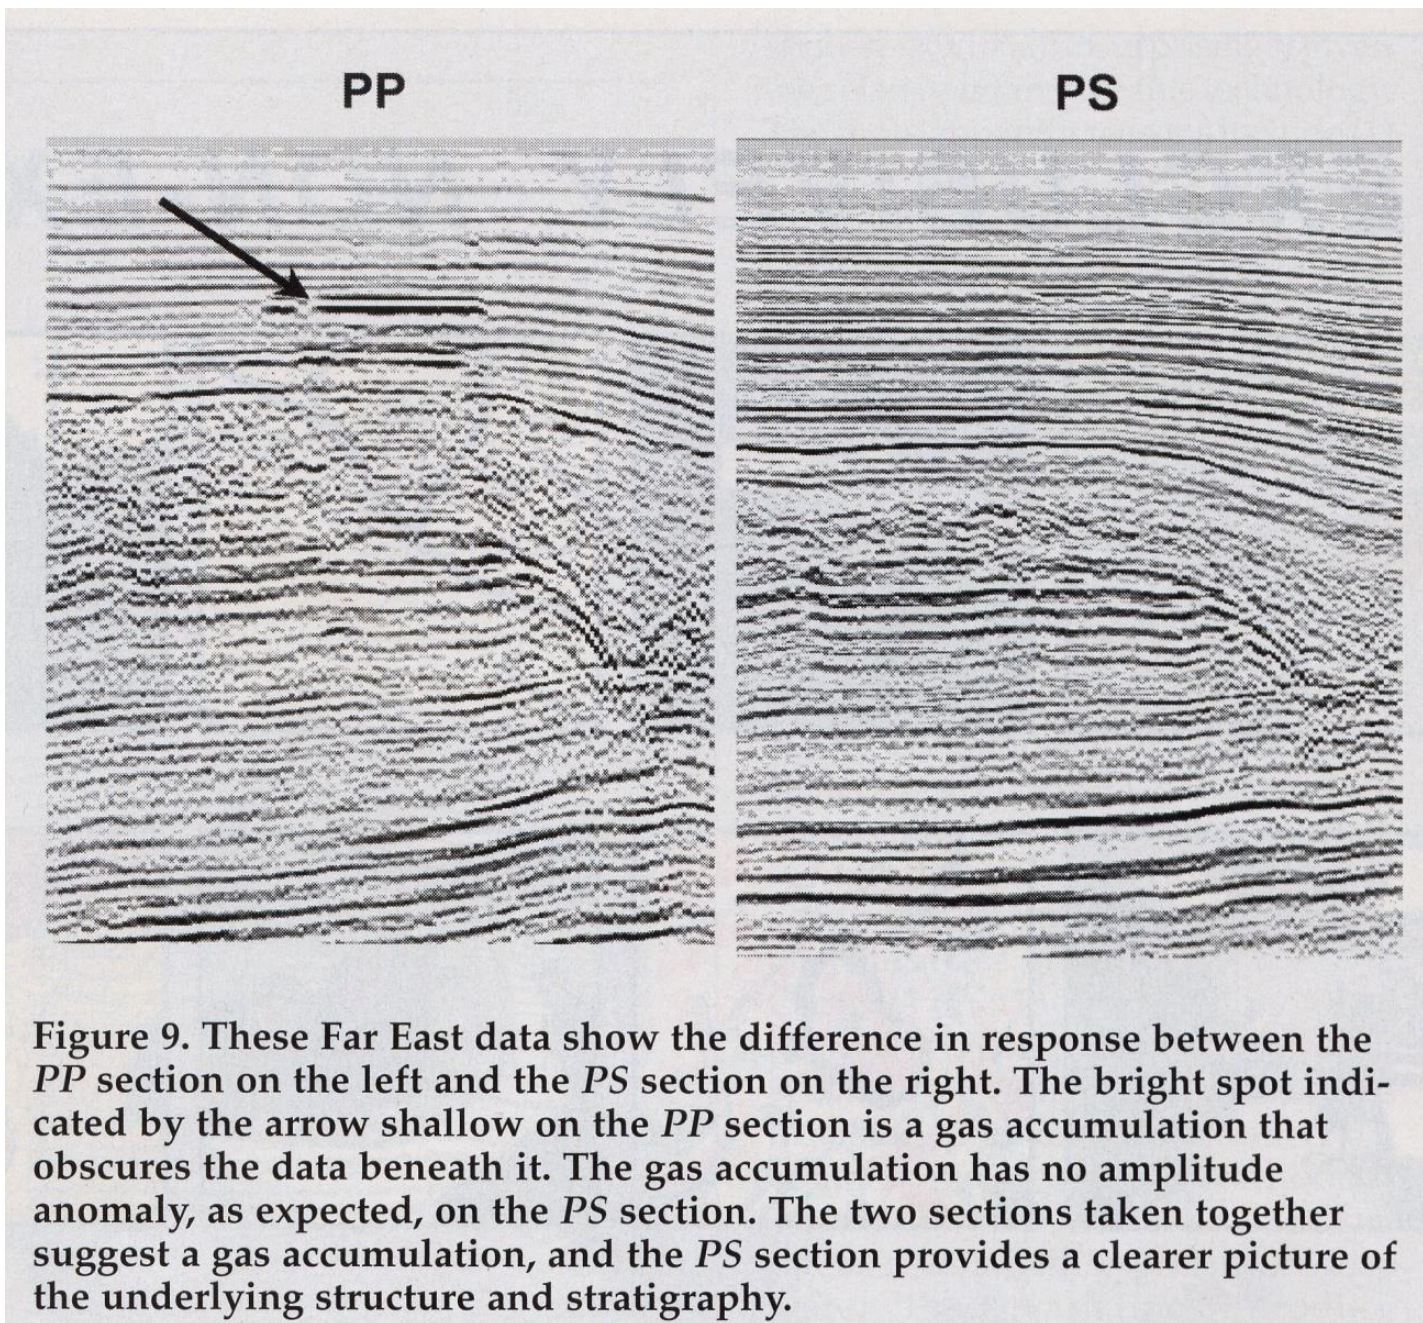 PP PS
Figure 9. These Far East data show the difference in response between the
PP section on the left and the PS section on the right. The bright spot indi-
cated by the arrow shallow on the PP section is a gas accumulation that
obscures the data beneath it. The gas accumulation has no amplitude
anomaly, as expected, on the PS section. The two sections taken together
suggest a gas accumulation, and the PS section provides a clearer picture of
the underlying structure and stratigraphy.